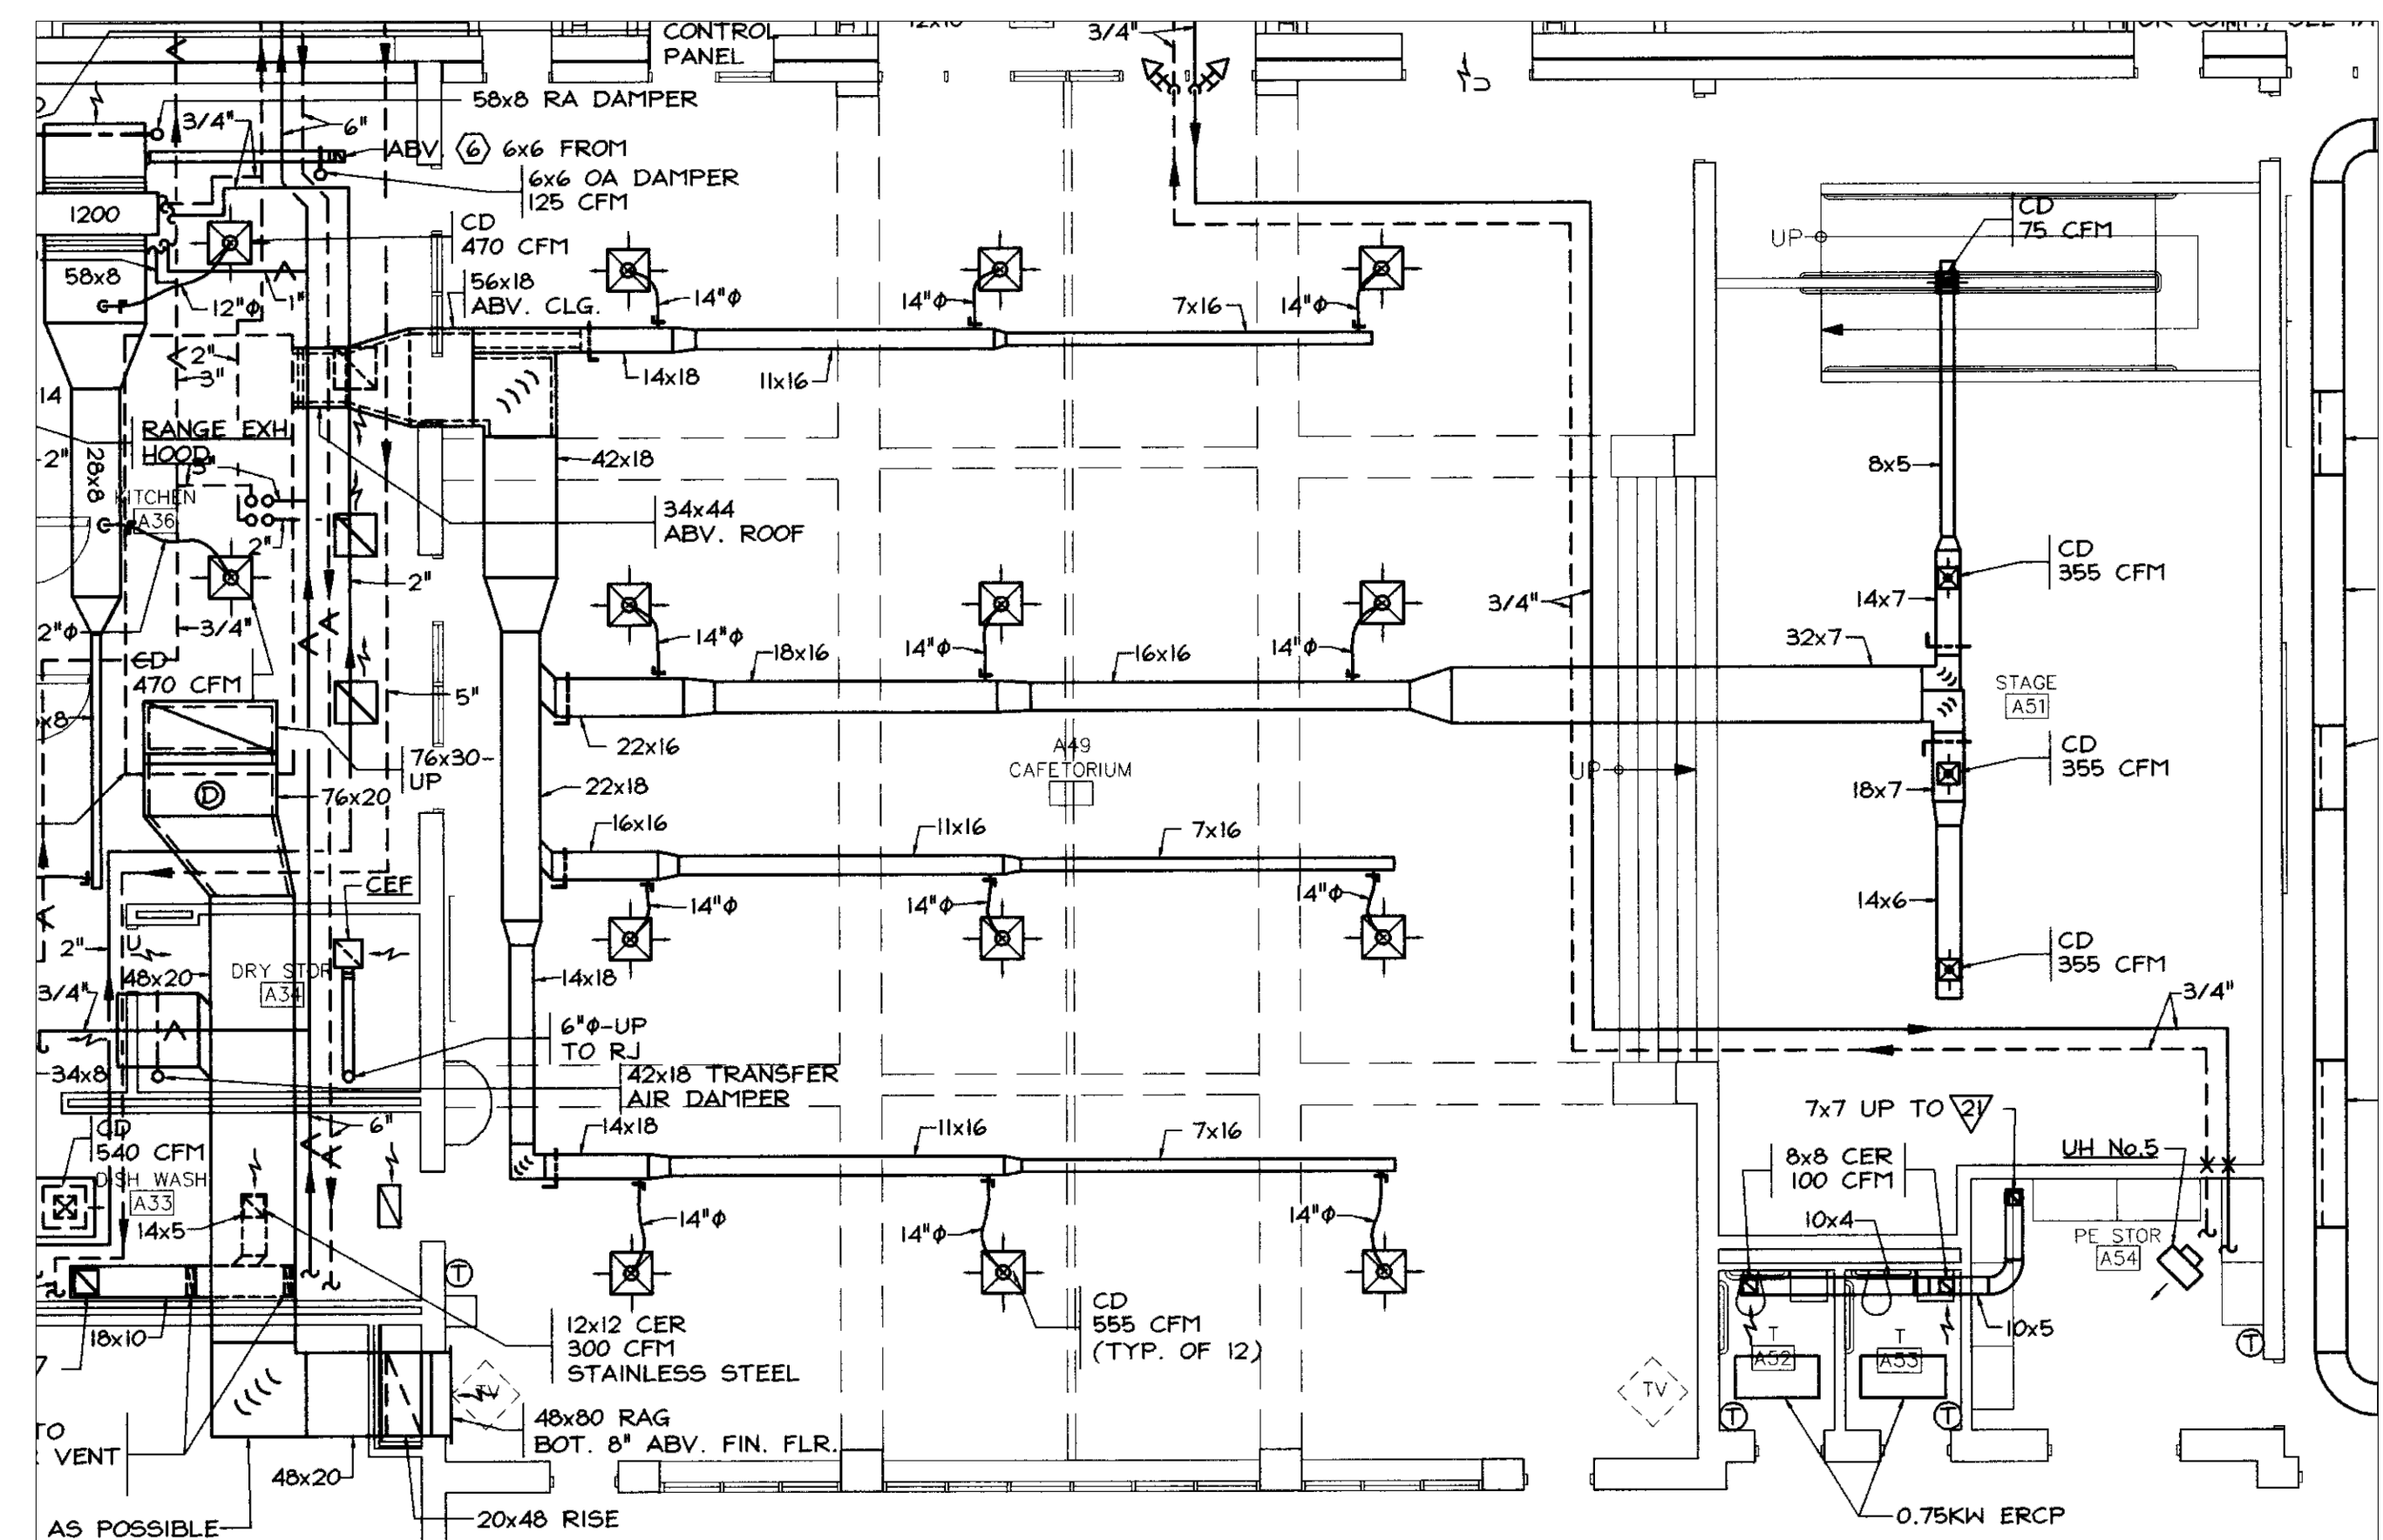 CONTROL
PANEL
3/4"
58x8 RA DAMPER
3/4"
6"
ABV. 6 6x6 FROM
6x6 OA DAMPER
125 CFM
1200
CD
470 CFM
CD
75 CFM
UP
58x8
12"Φ
1"
56x18
ABV. CLG.
14"Φ
14"Φ
14"Φ
7x16
2"
3"
14x18
11x16
14
RANGE EXH
HOOD
3"
2"
28x8
42x18
8x5
KITCHEN
A36
2"
34x44
ABV. ROOF
CD
355 CFM
2"
14x7
3/4"
2"Φ
3/4"
14"Φ
14"Φ
14"Φ
32x7
18x16
16x16
CD
470 CFM
5"
STAGE
A51
x8
22x16
A49
CAFETORIUM
UP
CD
355 CFM
76x30
UP
76x20
D
22x18
18x7
16x16
11x16
7x16
CEF
14"Φ
14"Φ
14"Φ
14x6
2"
48x20
DRY STOR
A34
14x18
CD
355 CFM
3/4"
3/4"
6"Φ-UP
TO RJ
34x8
42x18 TRANSFER
AIR DAMPER
7x7 UP TO 21
CD
540 CFM
6"
14x18
11x16
7x16
8x8 CER
100 CFM
UH No.5
DISH WASH
A33
14x5
14"Φ
14"Φ
14"Φ
10x4
PE STOR
A54
T
CD
555 CFM
(TYP. OF 12)
12x12 CER
300 CFM
STAINLESS STEEL
18x10
10x5
T
T
A52
T
A53
TV
TV
48x80 RAG
BOT. 8" ABV. FIN. FLR.
T
T
TO
VENT
48x20
20x48 RISE
0.75KW ERCP
AS POSSIBLE